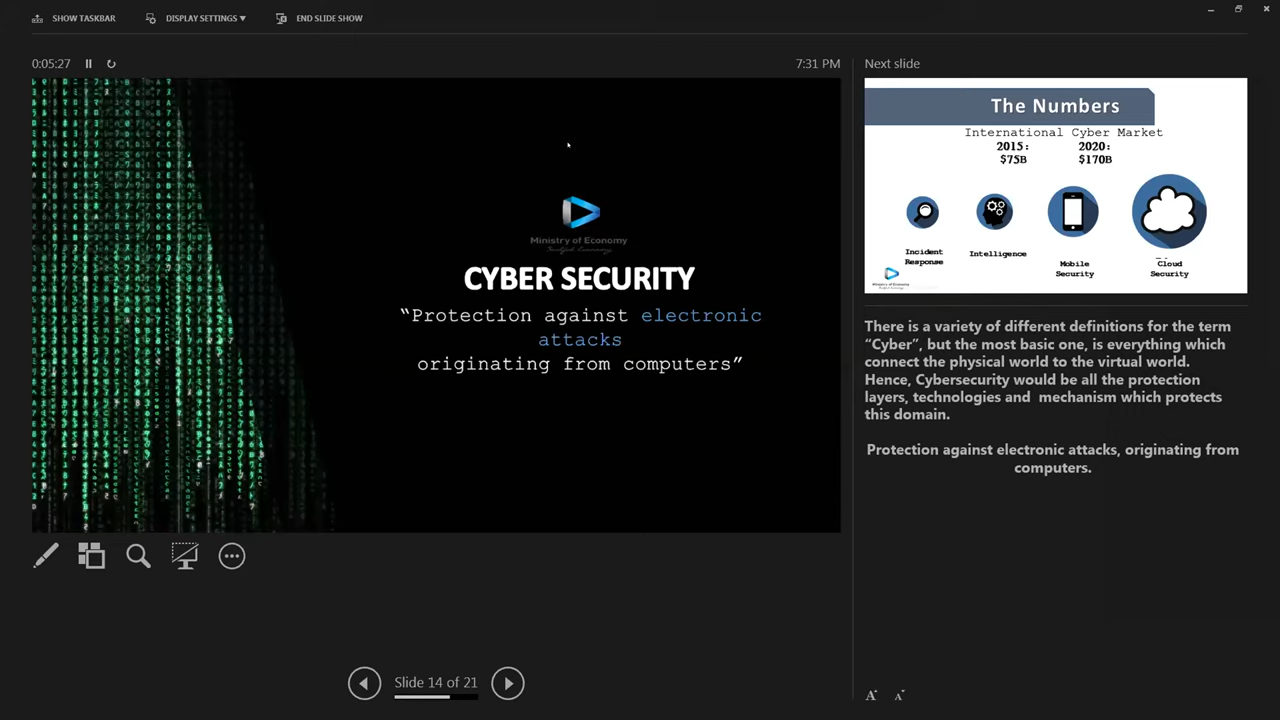 SHOW TASKBAR
DISPLAY SETTINGS ▼
END SLIDE SHOW
0:05:27
7:31 PM
Ministry of Economy
CYBER SECURITY
“Protection against electronic
attacks
originating from computers”
Slide 14 of 21
Next slide
The Numbers
International Cyber Market
2015: 2020:
$75B $170B
Incident
Response
Intelligence
Mobile
Security
Cloud
Security
Ministry of Economy
There is a variety of different definitions for the term
“Cyber”, but the most basic one, is everything which
connect the physical world to the virtual world.
Hence, Cybersecurity would be all the protection
layers, technologies and mechanism which protects
this domain.
Protection against electronic attacks, originating from
computers.
A A